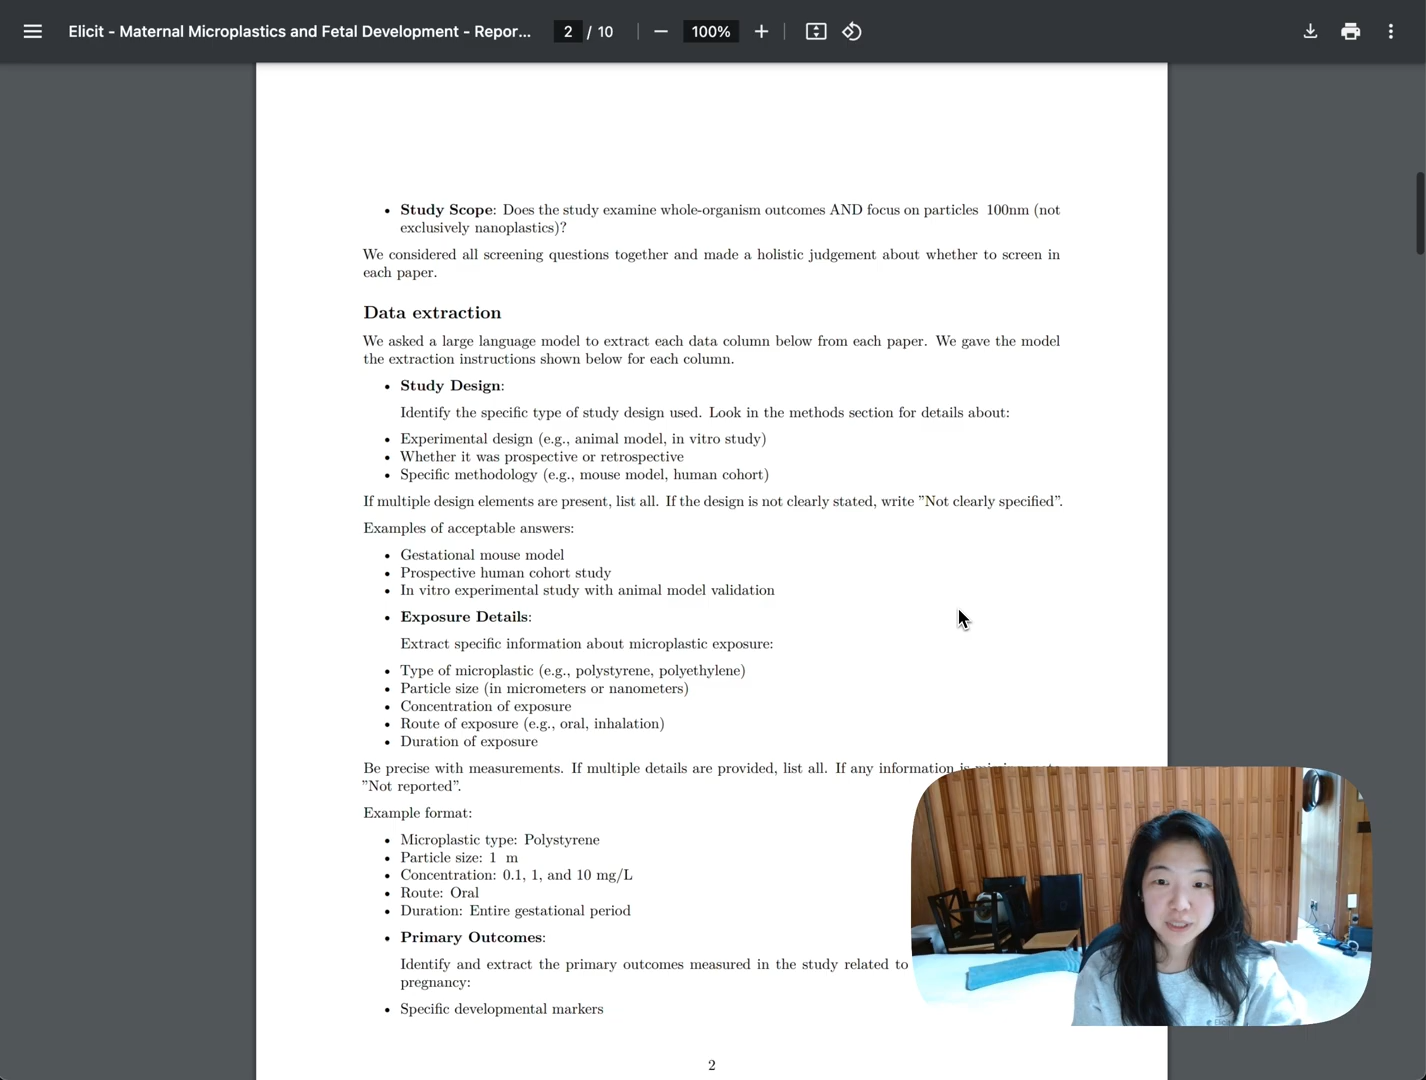 Elicit - Maternal Microplastics and Fetal Development - Repor...
2 / 10
100%
• Study Scope: Does the study examine whole-organism outcomes AND focus on particles 100nm (not
exclusively nanoplastics)?
We considered all screening questions together and made a holistic judgement about whether to screen in
each paper.
Data extraction
We asked a large language model to extract each data column below from each paper. We gave the model
the extraction instructions shown below for each column.
• Study Design:
Identify the specific type of study design used. Look in the methods section for details about:
• Experimental design (e.g., animal model, in vitro study)
• Whether it was prospective or retrospective
• Specific methodology (e.g., mouse model, human cohort)
If multiple design elements are present, list all. If the design is not clearly stated, write ”Not clearly specified”.
Examples of acceptable answers:
• Gestational mouse model
• Prospective human cohort study
• In vitro experimental study with animal model validation
• Exposure Details:
Extract specific information about microplastic exposure:
• Type of microplastic (e.g., polystyrene, polyethylene)
• Particle size (in micrometers or nanometers)
• Concentration of exposure
• Route of exposure (e.g., oral, inhalation)
• Duration of exposure
Be precise with measurements. If multiple details are provided, list all. If any information is
”Not reported”.
Example format:
• Microplastic type: Polystyrene
• Particle size: 1 m
• Concentration: 0.1, 1, and 10 mg/L
• Route: Oral
• Duration: Entire gestational period
• Primary Outcomes:
Identify and extract the primary outcomes measured in the study related to
pregnancy:
• Specific developmental markers
2